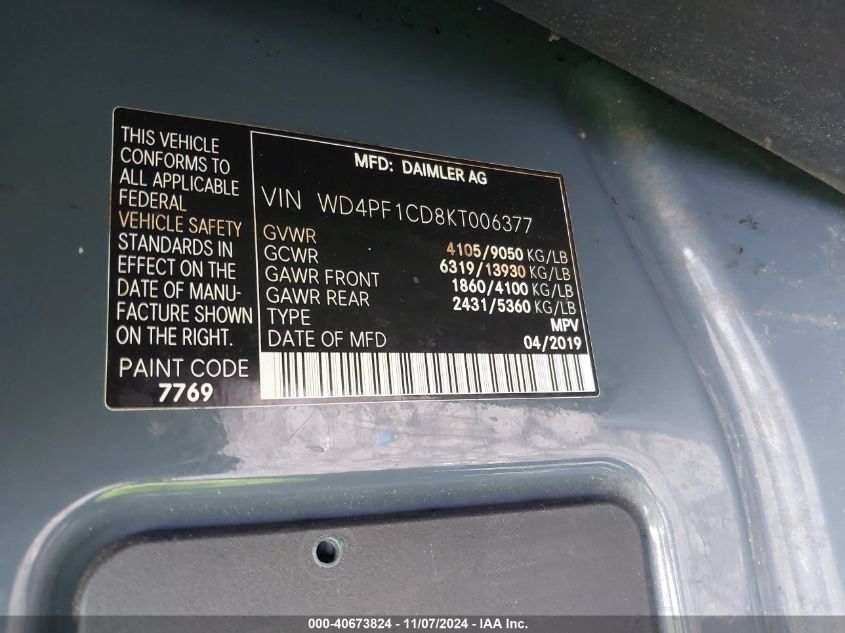 THIS VEHICLE
CONFORMS TO
ALL APPLICABLE
FEDERAL
VEHICLE SAFETY
STANDARDS IN
EFFECT ON THE
DATE OF MANU-
FACTURE SHOWN
ON THE RIGHT.
PAINT CODE
7769
MFD: DAIMLER AG
VIN WD4PF1CD8KT006377
GVWR 4105/9050 KG/LB
GCWR 6319/13930 KG/LB
GAWR FRONT 1860/4100 KG/LB
GAWR REAR 2431/5360 KG/LB
TYPE MPV
DATE OF MFD 04/2019
000-40673824 - 11/07/2024 - IAA Inc.